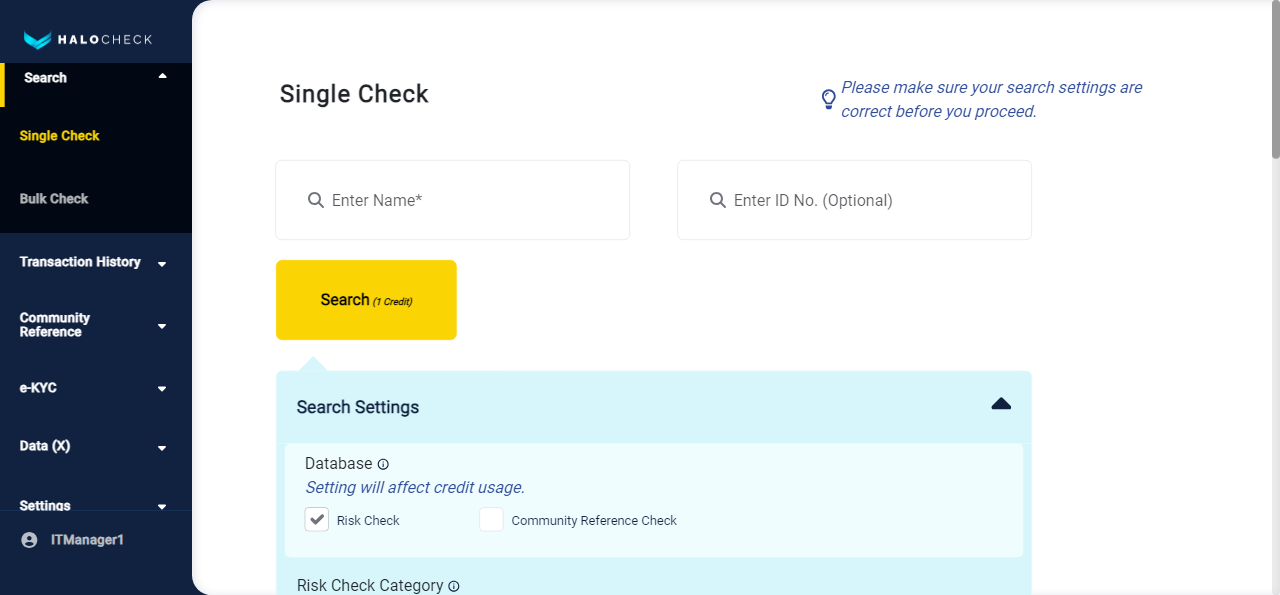 HALOCHECK
Search
Single Check
Bulk Check
Transaction History
Community
Reference
e-KYC
Data (X)
Settings
ITManager1
Single Check
Please make sure your search settings are
correct before you proceed.
Enter Name*
Enter ID No. (Optional)
Search (1 Credit)
Search Settings
Database
Setting will affect credit usage.
Risk Check
Community Reference Check
Risk Check Category